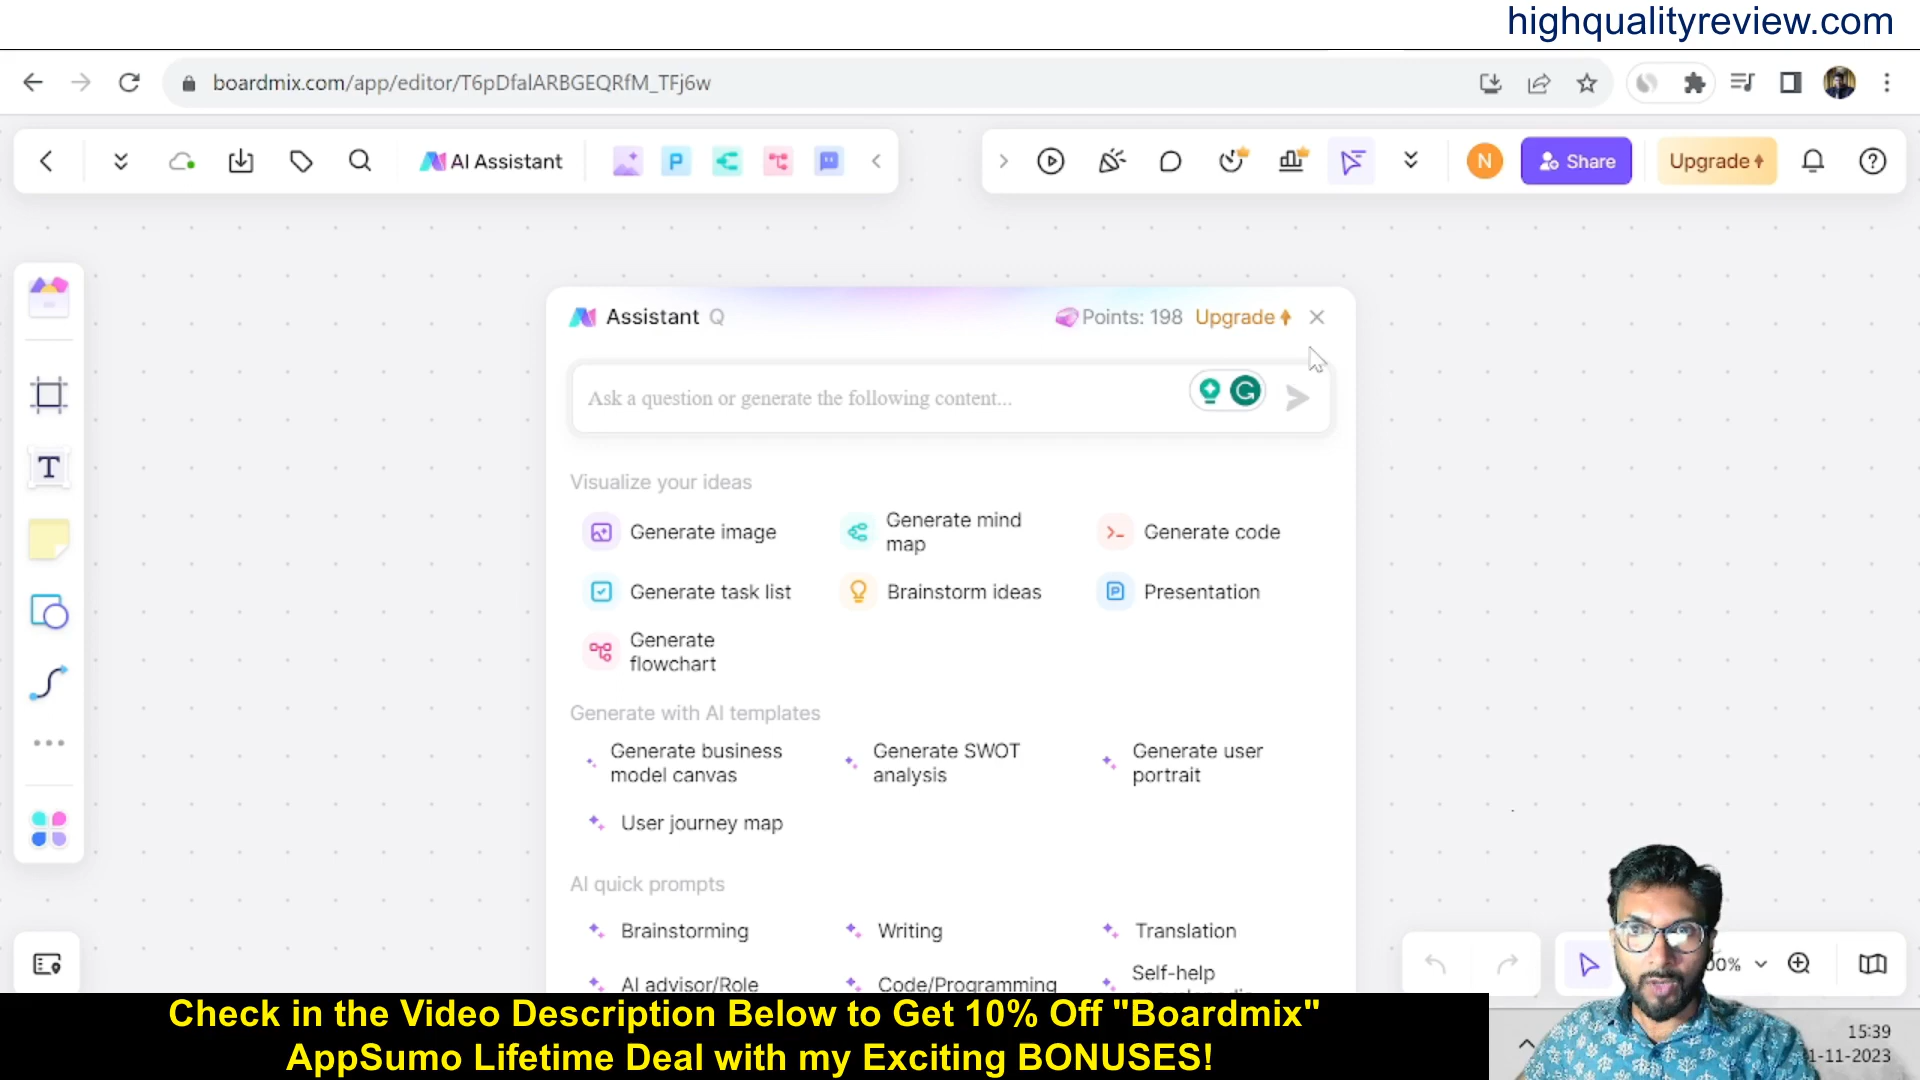 highqualityreview.com
boardmix.com/app/editor/T6pDfalARBGEQRfM_TFj6w
AI Assistant
P
N
Share
Upgrade
Assistant
Points: 198 Upgrade
Ask a question or generate the following content...
Visualize your ideas
Generate image
Generate mind
map
Generate code
Generate task list
Brainstorm ideas
Presentation
Generate
flowchart
Generate with AI templates
Generate business
model canvas
Generate SWOT
analysis
Generate user
portrait
User journey map
AI quick prompts
Brainstorming
Writing
Translation
AI advisor/Role
Code/Programming
Self-help
T
00%
Check in the Video Description Below to Get 10% Off "Boardmix"
AppSumo Lifetime Deal with my Exciting BONUSES!
15:39
1-11-2023